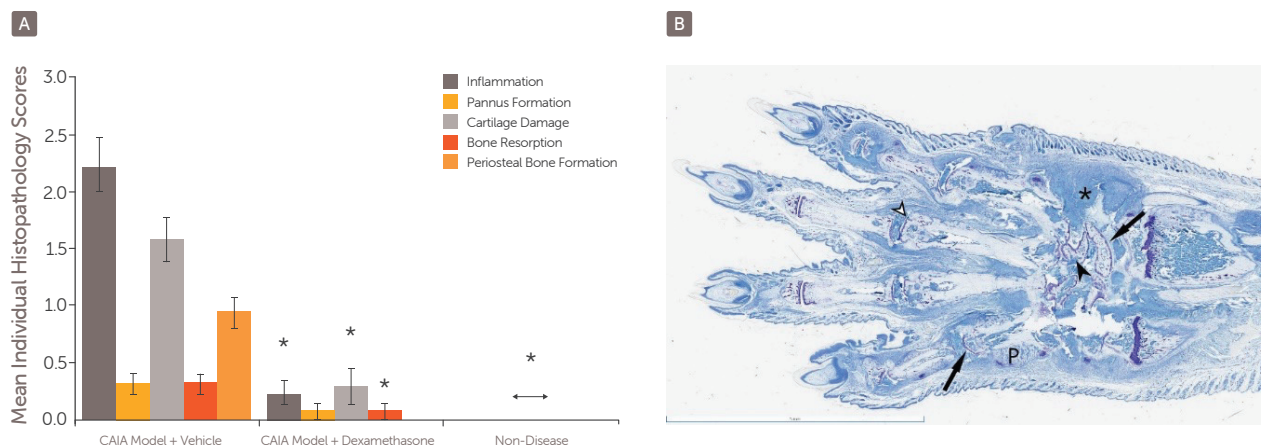 A
B
Mean Individual Histopathology Scores
3.0
2.5
2.0
1.5
1.0
0.5
0.0
Inflammation
Pannus Formation
Cartilage Damage
Bone Resorption
Periosteal Bone Formation
*
*
*
*
CAIA Model + Vehicle
CAIA Model + Dexamethasone
Non-Disease
*
P